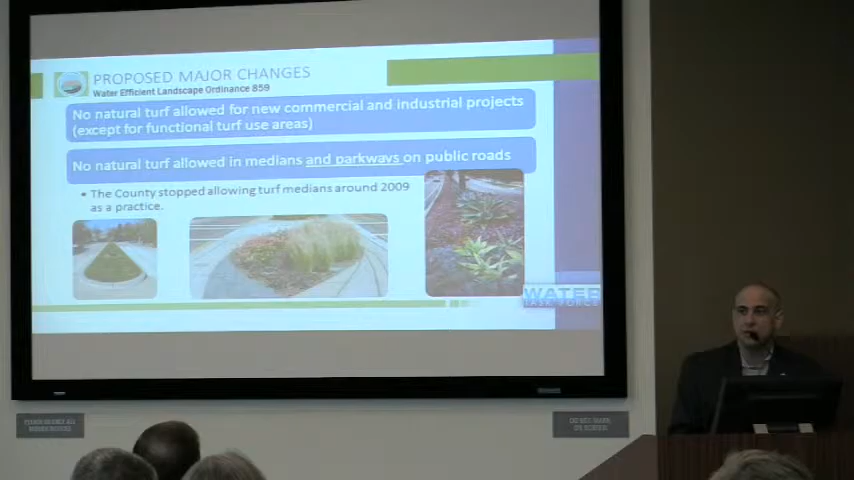 PROPOSED MAJOR CHANGES
Water Efficient Landscape Ordinance 859
No natural turf allowed for new commercial and industrial projects
(except for functional turf use areas)
No natural turf allowed in medians and parkways on public roads
• The County stopped allowing turf medians around 2009
as a practice.
WATER
TASK FORCE